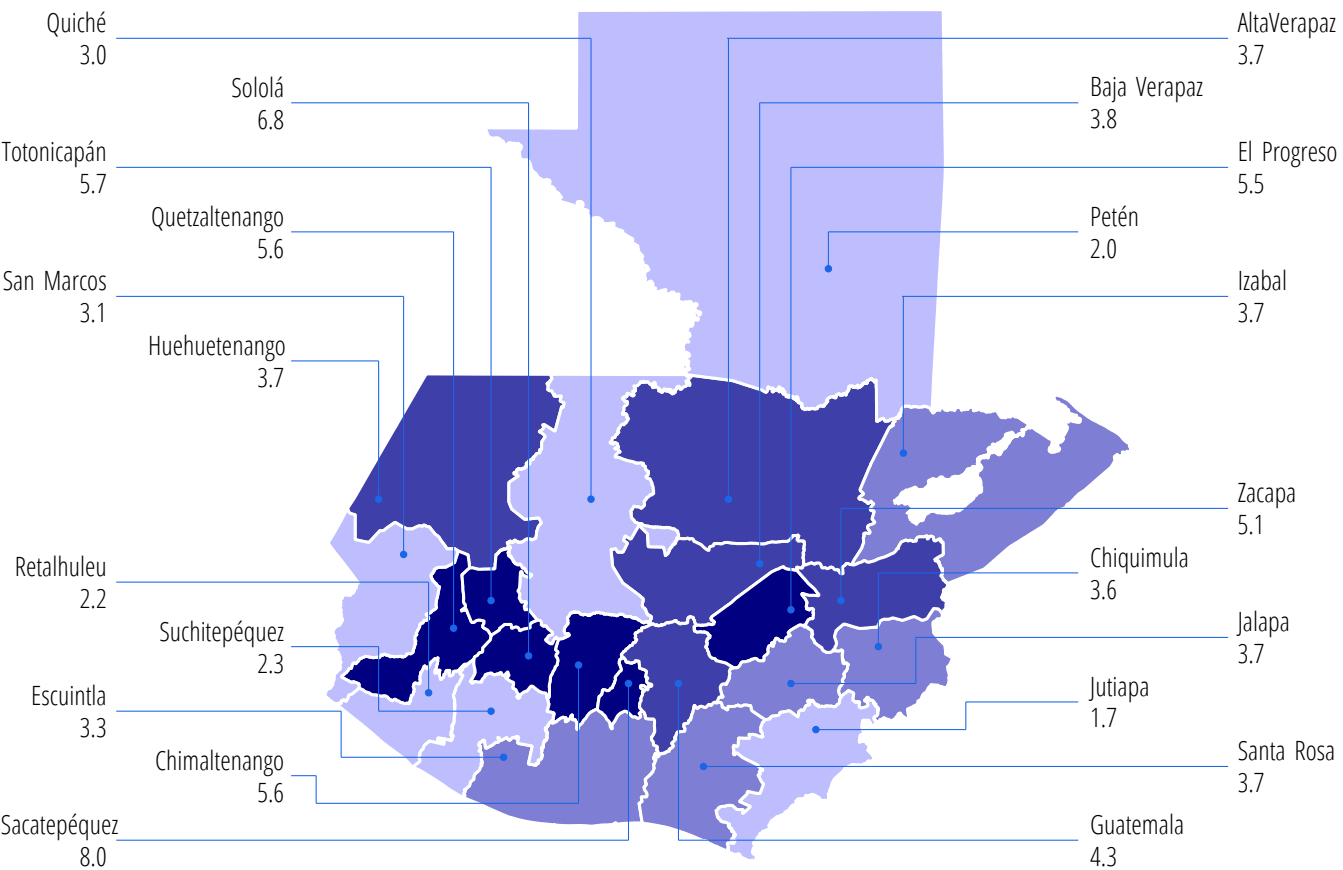 Quiché
3.0
Sololá
6.8
Totonicapán
5.7
Quetzaltenango
5.6
San Marcos
3.1
Huehuetenango
3.7
Retalhuleu
2.2
Suchitepéquez
2.3
Escuintla
3.3
Chimaltenango
5.6
Sacatepéquez
8.0
AltaVerapaz
3.7
Baja Verapaz
3.8
El Progreso
5.5
Petén
2.0
Izabal
3.7
Zacapa
5.1
Chiquimula
3.6
Jalapa
3.7
Jutiapa
1.7
Santa Rosa
3.7
Guatemala
4.3